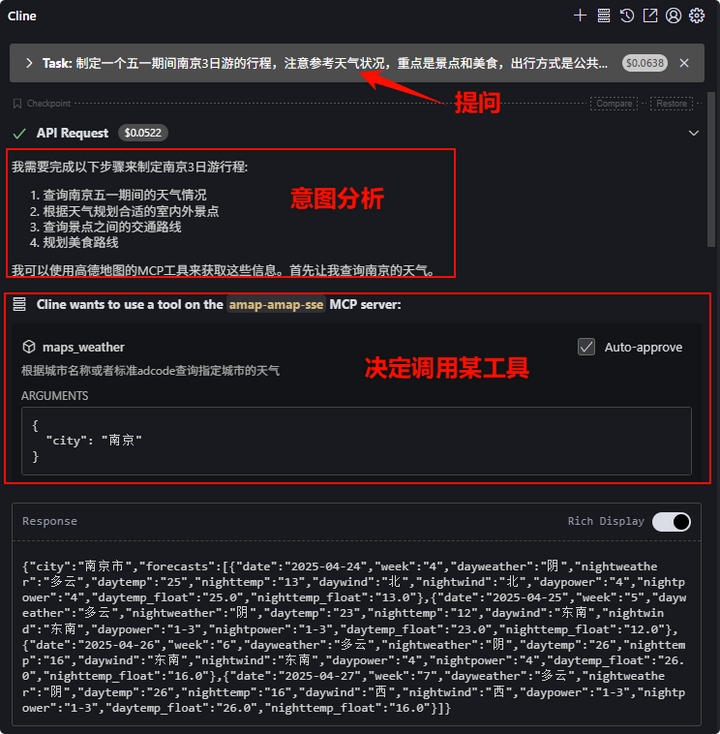 Cline
Task: 制定一个五一期间南京3日游的行程，注意参考天气状况，重点是景点和美食，出行方式是公共... $0.0638
提问
Checkpoint Compare Restore
API Request $0.0522
我需要完成以下步骤来制定南京3日游行程:
1. 查询南京五一期间的天气情况
2. 根据天气规划合适的室内外景点
3. 查询景点之间的交通路线
4. 规划美食路线
意图分析
我可以使用高德地图的MCP工具来获取这些信息。首先让我查询南京的天气。
Cline wants to use a tool on the amap-amap-sse MCP server:
maps_weather Auto-approve
根据城市名称或者标准adcode查询指定城市的天气
决定调用某工具
ARGUMENTS
{
"city": "南京"
}
Response Rich Display
{"city":"南京市","forecasts":[{"date":"2025-04-24","week":"4","dayweather":"阴","nightweathe
r":"多云","daytemp":"25","nighttemp":"13","daywind":"北","nightwind":"北","daypower":"4","nightp
ower":"4","daytemp_float":"25.0","nighttemp_float":"13.0"},{"date":"2025-04-25","week":"5","dayw
eather":"多云","nightweather":"阴","daytemp":"23","nighttemp":"12","daywind":"东南","nightwin
d":"东南","daypower":"1-3","nightpower":"1-3","daytemp_float":"23.0","nighttemp_float":"12.0"},
{"date":"2025-04-26","week":"6","dayweather":"多云","nightweather":"阴","daytemp":"26","nighttem
p":"16","daywind":"东南","nightwind":"东南","daypower":"4","nightpower":"4","daytemp_float":"26.
0","nighttemp_float":"16.0"},{"date":"2025-04-27","week":"7","dayweather":"多云","nightweathe
r":"阴","daytemp":"26","nighttemp":"16","daywind":"西","nightwind":"西","daypower":"1-3","nightp
ower":"1-3","daytemp_float":"26.0","nighttemp_float":"16.0"}]}